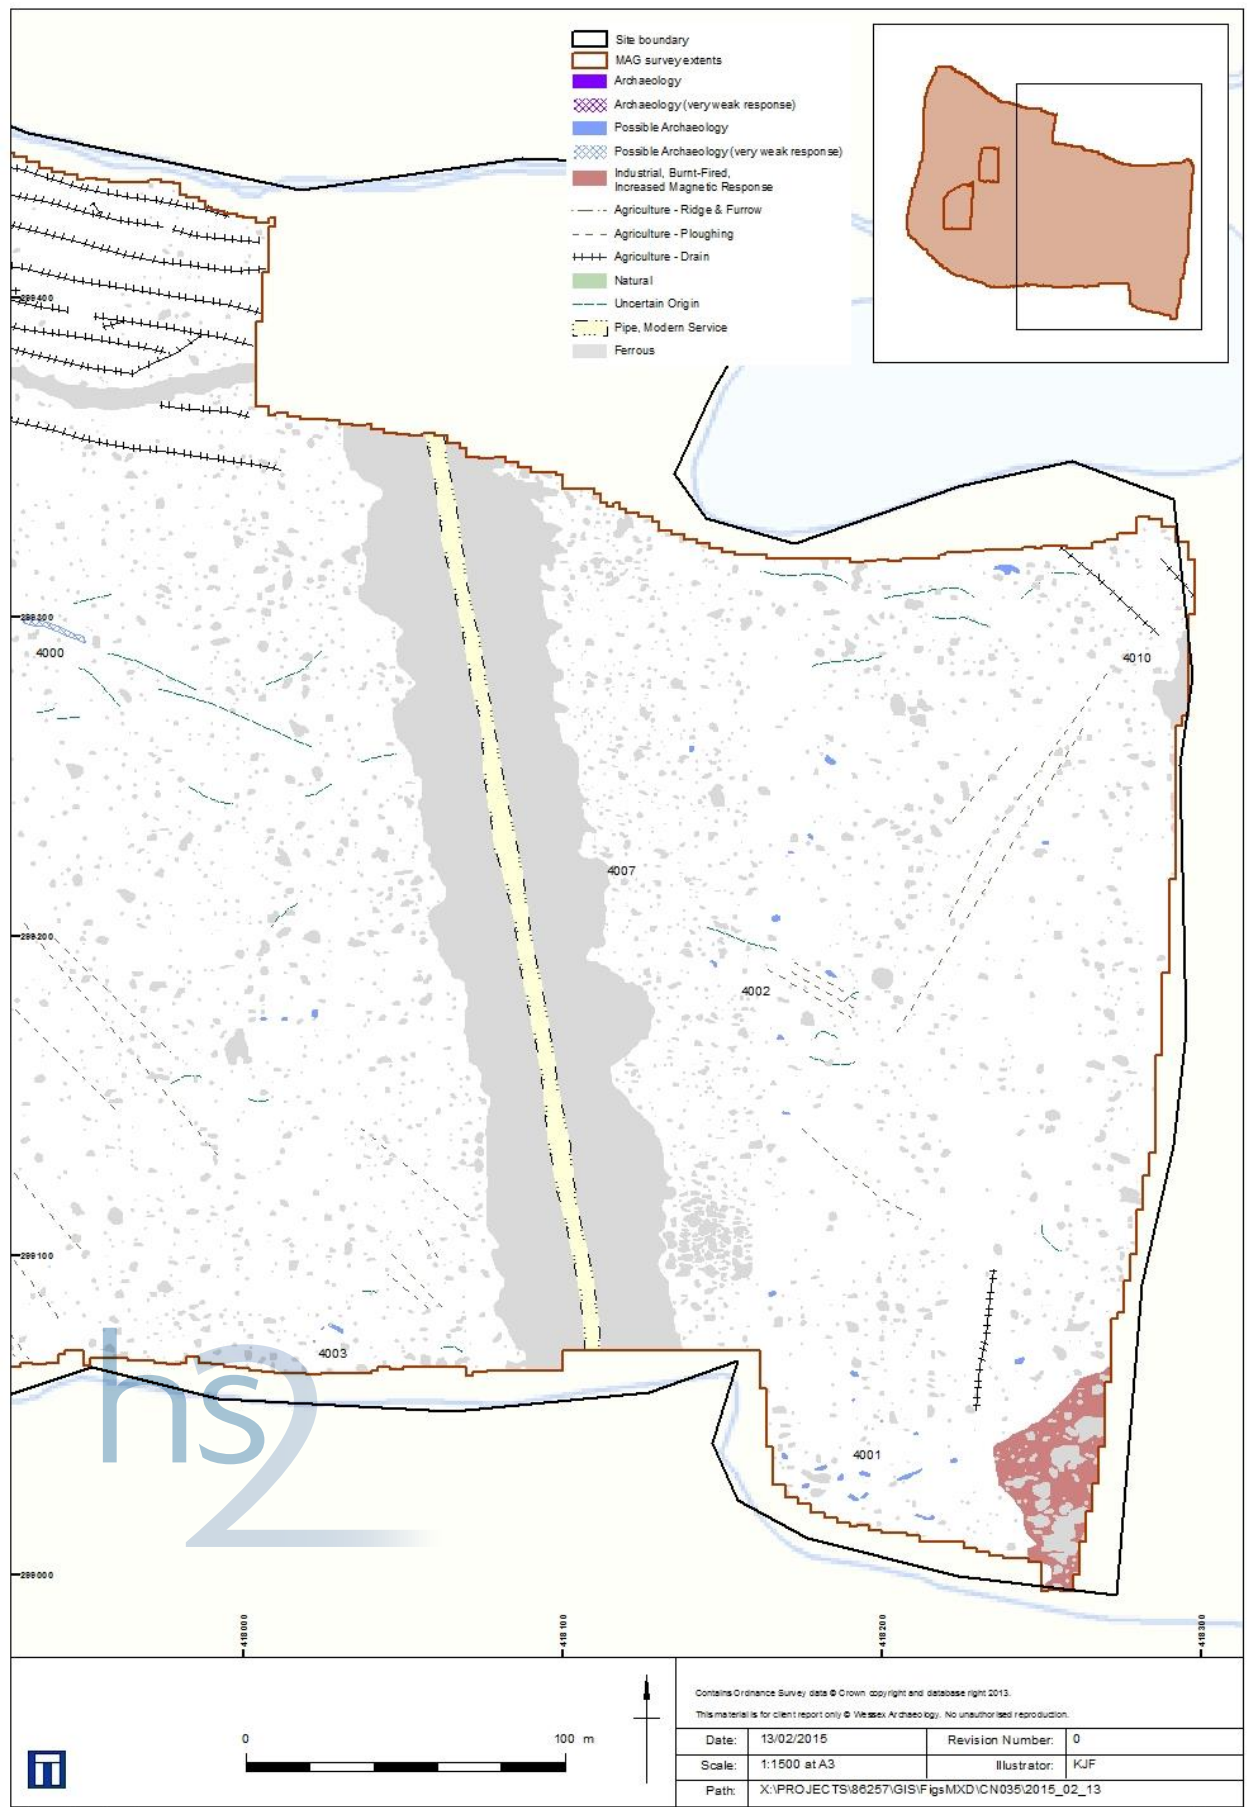 Site boundary
MAG survey extents
Archaeology
Archaeology (very weak response)
Possible Archaeology
Possible Archaeology (very weak response)
Industrial, Burnt-Fired,
Increased Magnetic Response
Agriculture - Ridge & Furrow
Agriculture - Ploughing
Agriculture - Drain
Natural
Uncertain Origin
Pipe, Modern Service
Ferrous
4000
4010
4007
299200
4002
299100
4003
hs2
4001
299000
418000
418100
418200
418300
0 100 m
Contains Ordnance Survey data © Crown copyright and database right 2013.
This material is for client report only © Wessex Archaeology. No unauthorised reproduction.
Date: 13/02/2015 Revision Number: 0
Scale: 1:1500 at A3 Illustrator: KJF
Path: X:\PROJECTS\86257\GIS\FigsMXD\CN035\2015_02_13